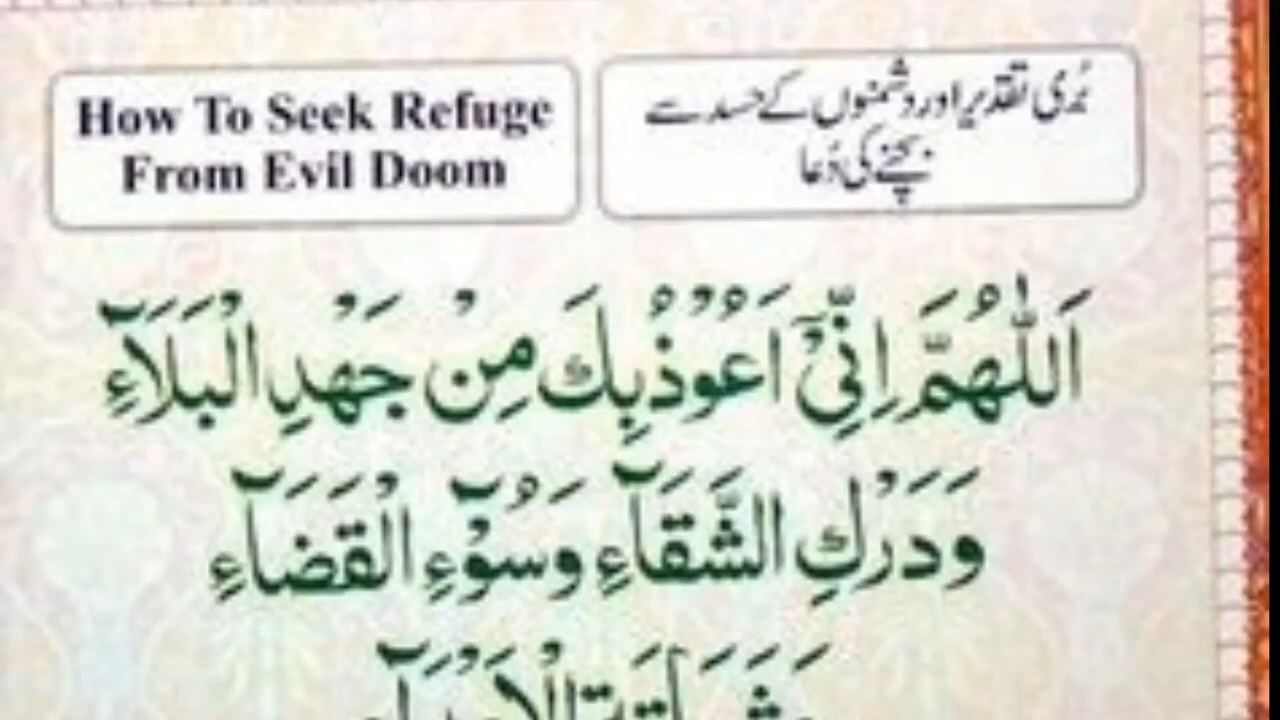 How To Seek Refuge
From Evil Doom
بُری تقدیر اور دشمنوں کے حسد سے
بچنے کی دُعا
اَللّٰهُمَّ اِنِّیْۤ اَعُوْذُ بِكَ مِنْ جَهْدِ الْبَلَآءِ
وَدَرْكِ الشَّقَآءِ وَسُوْٓءِ الْقَضَآءِ